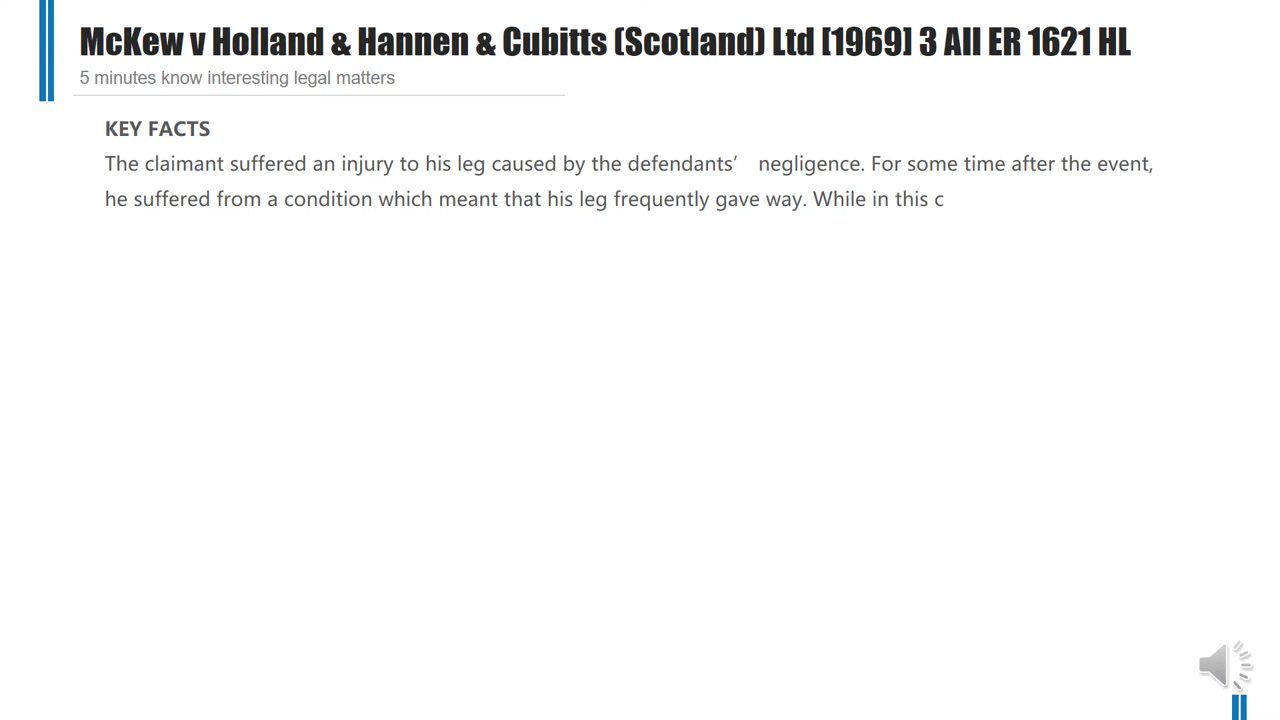 McKew v Holland & Hannen & Cubitts (Scotland) Ltd [1969] 3 All ER 1621 HL
5 minutes know interesting legal matters
KEY FACTS
The claimant suffered an injury to his leg caused by the defendants’ negligence. For some time after the event,
he suffered from a condition which meant that his leg frequently gave way. While in this c